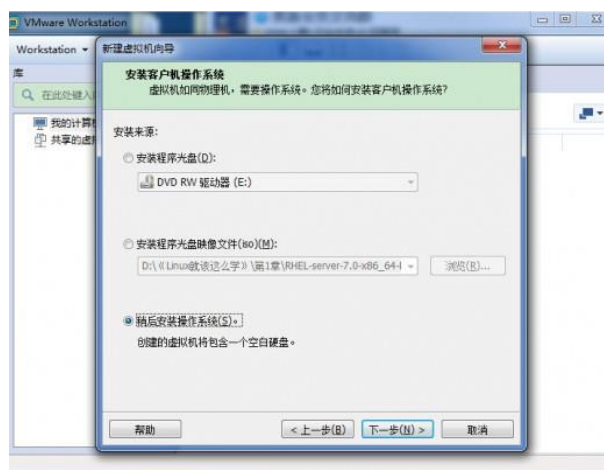 VMware Workstation
Workstation
新建虚拟机向导
库
在此处键入
我的计算机
共享的虚
安装客户机操作系统
虚拟机如同物理机，需要操作系统。您将如何安装客户机操作系统?
安装来源:
安装程序光盘(D):
DVD RW 驱动器 (E:)
安装程序光盘映像文件(iso)(M):
D:\《Linux就该这么学》\第1章\RHEL-server-7.0-x86_64-l
浏览(R)...
稍后安装操作系统(S)。
创建的虚拟机将包含一个空白硬盘。
帮助
< 上一步(B)
下一步(N) >
取消